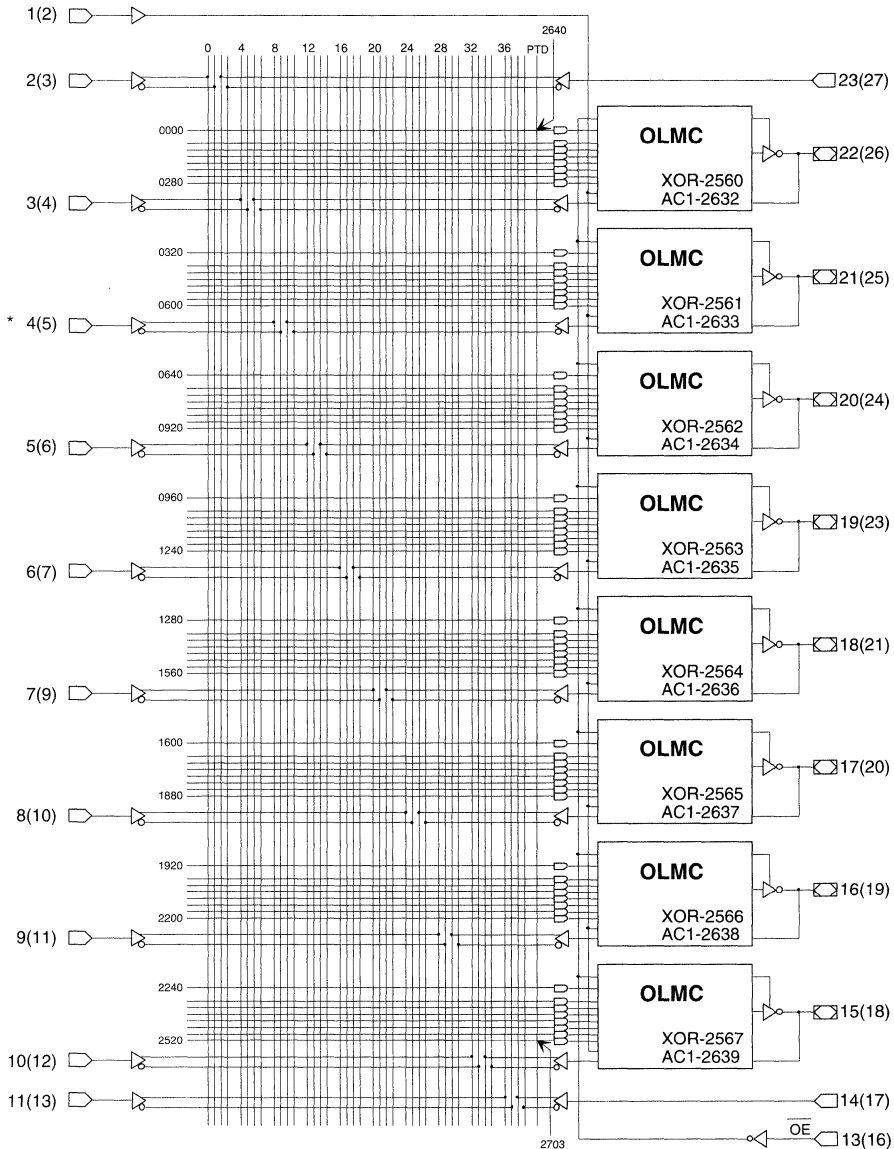 1(2)
2640
0 4 8 12 16 20 24 28 32 36 PTD
2(3)
23(27)
0000
OLMC
22(26)
0280
XOR-2560
AC1-2632
3(4)
0320
OLMC
21(25)
0600
XOR-2561
AC1-2633
* 4(5)
0640
OLMC
20(24)
0920
XOR-2562
AC1-2634
5(6)
0960
OLMC
19(23)
1240
XOR-2563
AC1-2635
6(7)
1280
OLMC
18(21)
1560
XOR-2564
AC1-2636
7(9)
1600
OLMC
17(20)
1880
XOR-2565
AC1-2637
8(10)
1920
OLMC
16(19)
2200
XOR-2566
AC1-2638
9(11)
2240
OLMC
15(18)
2520
XOR-2567
AC1-2639
10(12)
11(13)
14(17)
OE
13(16)
2703